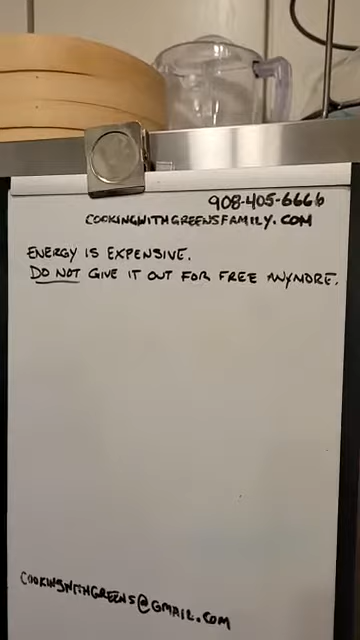 908-405-6666
COOKINGWITHGREENSFAMILY.COM
ENERGY IS EXPENSIVE.
DO NOT GIVE IT OUT FOR FREE ANYMORE.
COOKINGWITHGREENS@GMAIL.COM